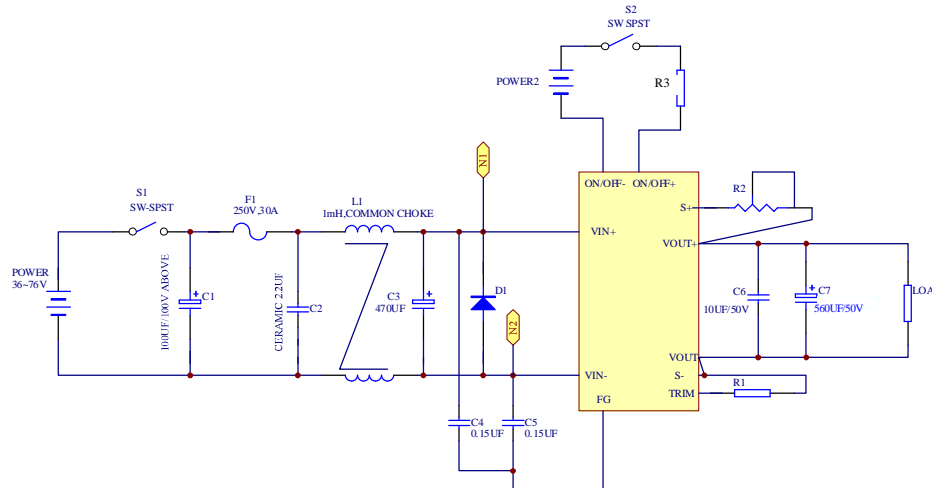 S2
SW SPST
POWER2
R3
N1
ON/OFF- ON/OFF+
S1
SW-SPST
F1
250V,30A
L1
1mH,COMMON CHOKE
R2
S+
VIN+
VOUT+
POWER
36~76V
C1
100UF/100V ABOVE
CERAMIC 2.2UF
C2
C3
470UF
D1
N2
C6
10UF/50V
C7
560UF/50V
LOA
VOUT
VIN-
S-
R1
TRIM
FG
C4
0.15UF
C5
0.15UF